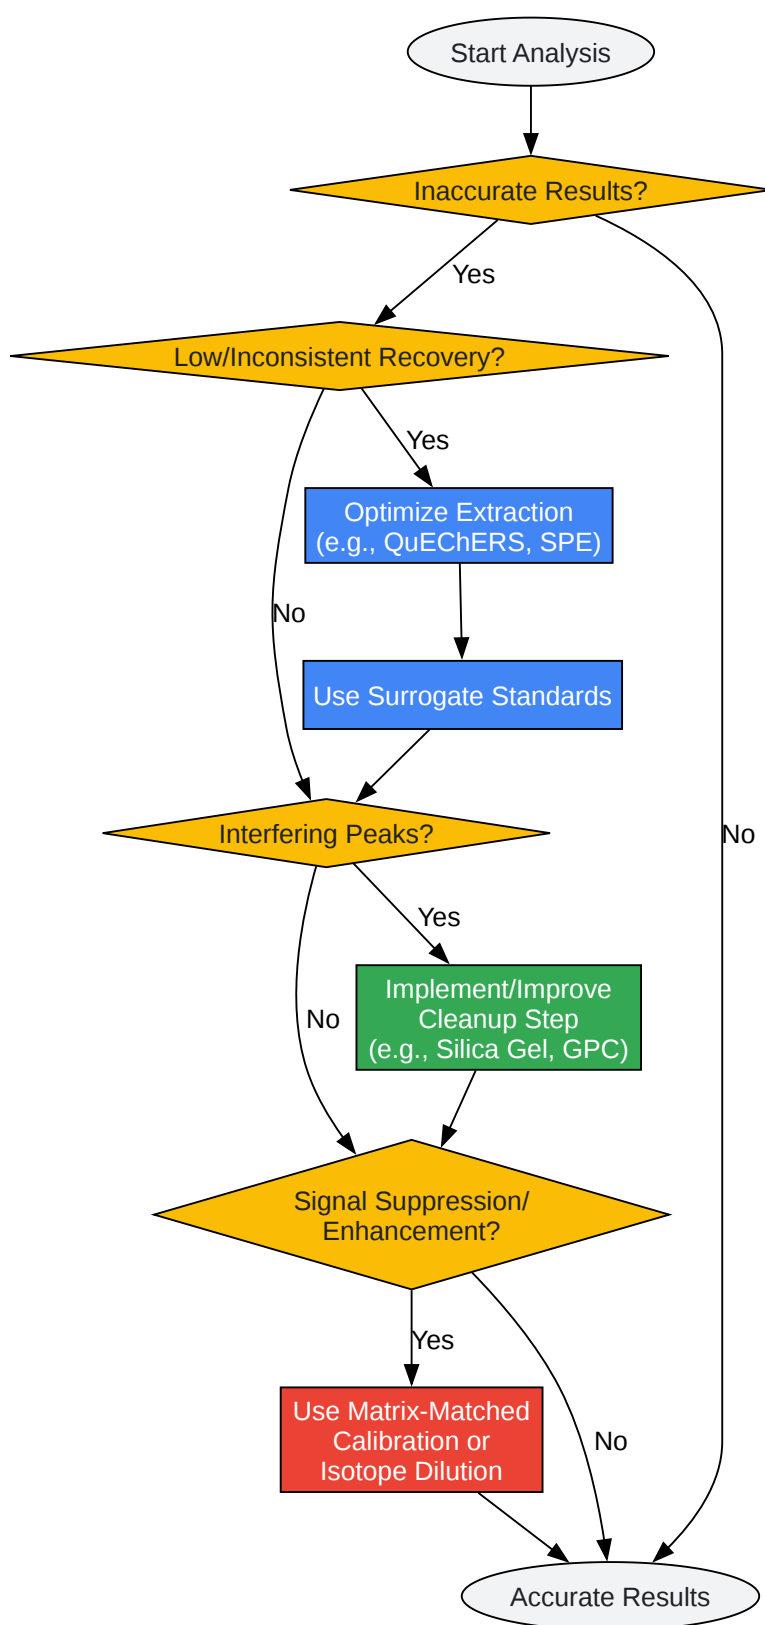 Start Analysis
Inaccurate Results?
Yes
Low/Inconsistent Recovery?
Yes
Optimize Extraction
(e.g., QuEChERS, SPE)
No
Use Surrogate Standards
Interfering Peaks?
No
Yes
Implement/Improve
Cleanup Step
(e.g., Silica Gel, GPC)
No
Signal Suppression/
Enhancement?
Yes
Use Matrix-Matched
Calibration or
Isotope Dilution
No
Accurate Results